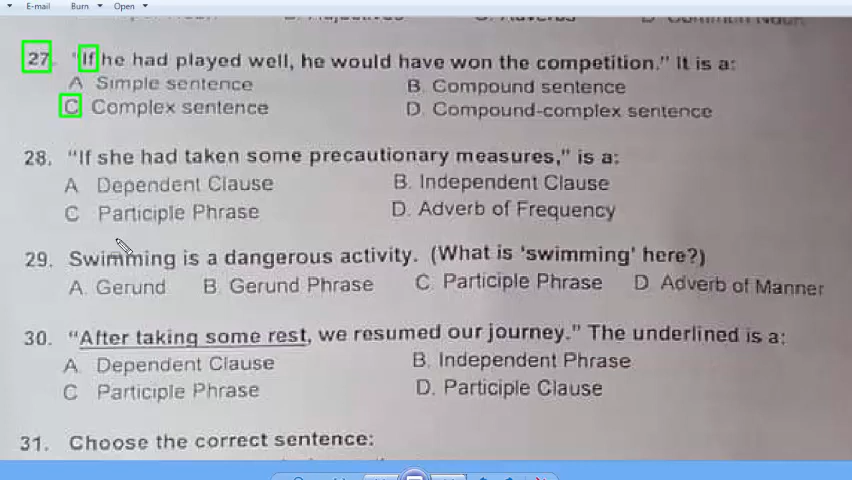 E-mail Burn Open
27. "If he had played well, he would have won the competition." It is a:
A Simple sentence B. Compound sentence
C Complex sentence D. Compound-complex sentence
28. "If she had taken some precautionary measures," is a:
A Dependent Clause B. Independent Clause
C Participle Phrase D. Adverb of Frequency
29. Swimming is a dangerous activity. (What is 'swimming' here?)
A. Gerund B. Gerund Phrase C. Participle Phrase D Adverb of Manner
30. "After taking some rest, we resumed our journey." The underlined is a:
A. Dependent Clause B. Independent Phrase
C Participle Phrase D. Participle Clause
31. Choose the correct sentence: